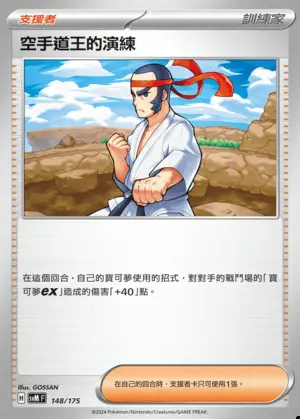 支援者 訓練家
空手道王的演練
在這個回合,自己的寶可夢使用的招式,對對手的戰鬥場的「寶
可夢ex」造成的傷害「+40」點。
Illus. GOSSAN
H SVM F 148/175
在自己的回合時,支援者卡只可使用1張。
©2024 Pokémon/Nintendo/Creatures/GAME FREAK.